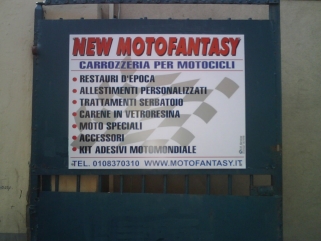 NEW MOTOFANTASY
CARROZZERIA PER MOTOCICLI
• RESTAURI D'EPOCA
• ALLESTIMENTI PERSONALIZZATI
• TRATTAMENTI SERBATOIO
• CARENE IN VETRORESINA
• MOTO SPECIALI
• ACCESSORI
• KIT ADESIVI MOTOMONDIALE
TEL. 0108370310 WWW.MOTOFANTASY.IT